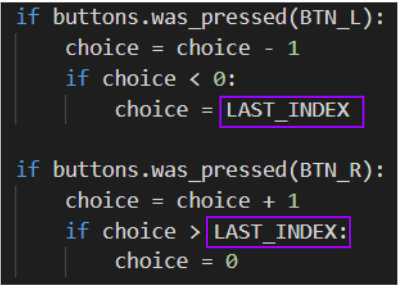 if buttons.was_pressed(BTN_L):
    choice = choice - 1
    if choice < 0:
        choice = LAST_INDEX
if buttons.was_pressed(BTN_R):
    choice = choice + 1
    if choice > LAST_INDEX:
        choice = 0